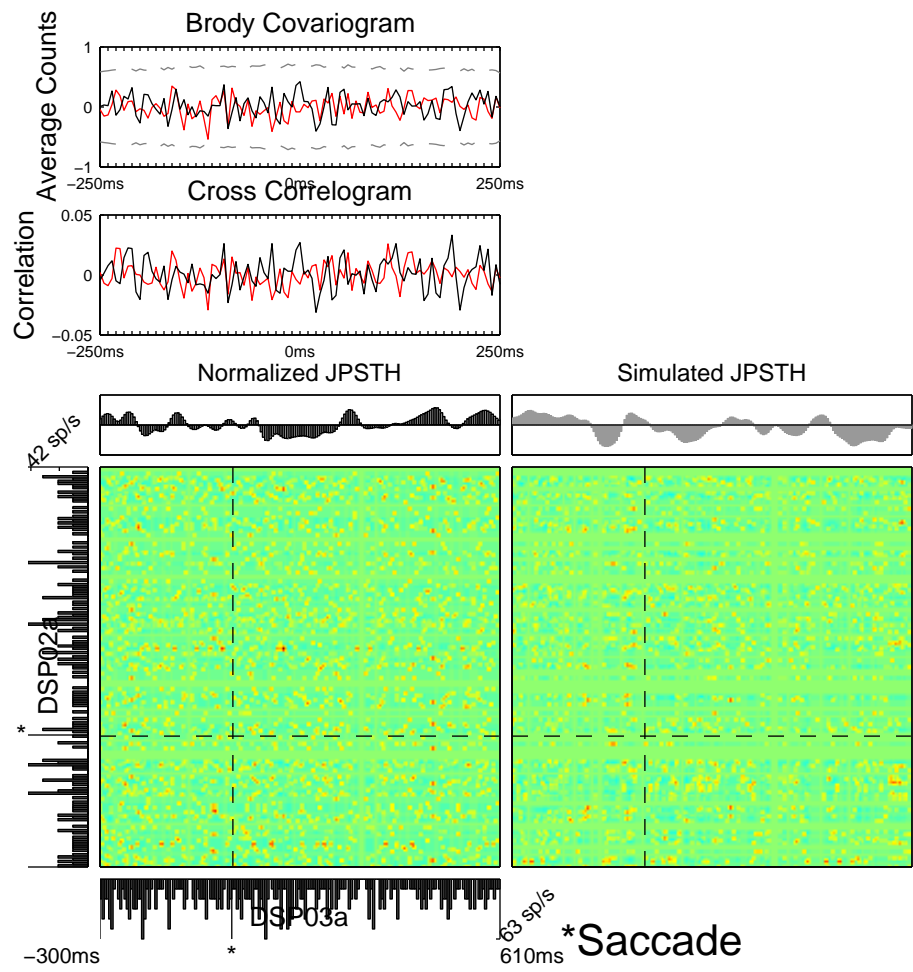 Brody Covariogram
Average Counts
1
0
−1
−250ms
0ms
250ms
Cross Correlogram
Correlation
0.05
0
−0.05
−250ms
0ms
250ms
Normalized JPSTH
Simulated JPSTH
42 sp/s
DSP02a
*
DSP03a
63 sp/s
*
−300ms
610ms
*Saccade